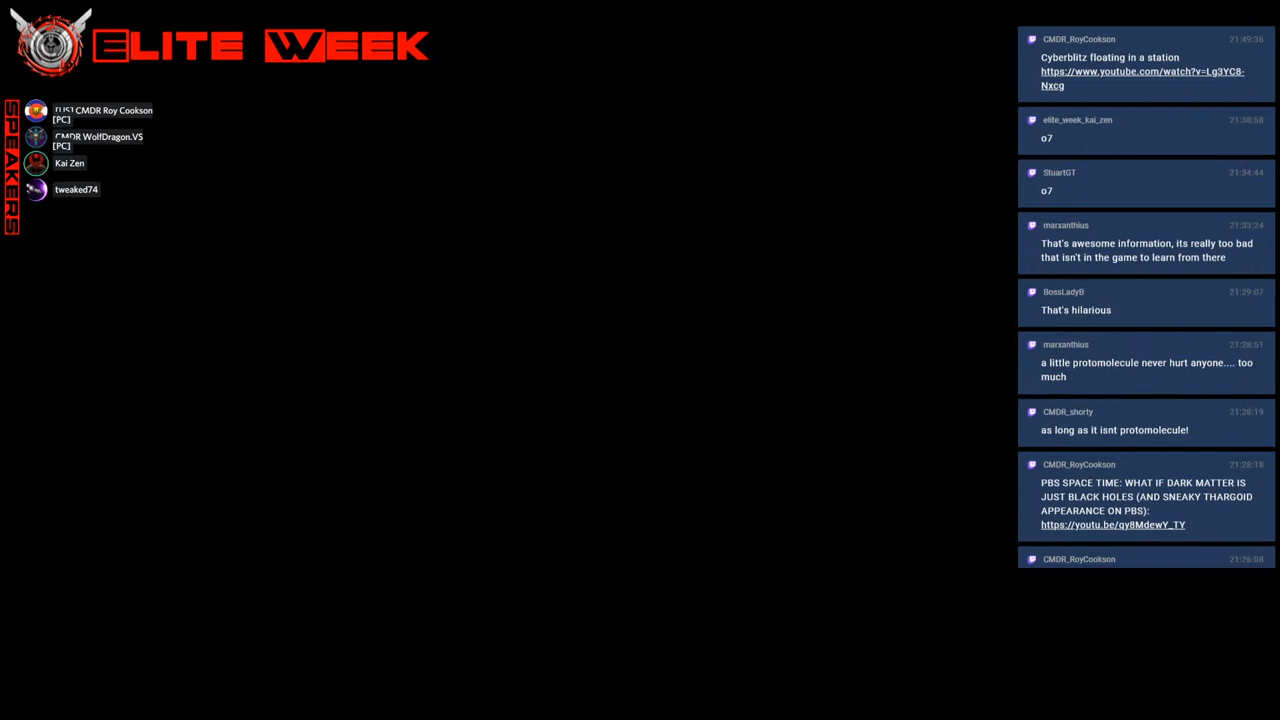 ELITE WEEK
SPEAKERS
[US] CMDR Roy Cookson
[PC]
CMDR WolfDragon.VS
[PC]
Kai Zen
tweaked74
CMDR_RoyCookson 21:49:36
Cyberblitz floating in a station
https://www.youtube.com/watch?v=Lg3YC8-
Nxcg
elite_week_kai_zen 21:38:58
o7
StuartGT 21:34:44
o7
marxanthius 21:33:24
That's awesome information, its really too bad
that isn't in the game to learn from there
BossLadyB 21:29:07
That's hilarious
marxanthius 21:28:51
a little protomolecule never hurt anyone.... too
much
CMDR_shorty 21:28:19
as long as it isnt protomolecule!
CMDR_RoyCookson 21:28:18
PBS SPACE TIME: WHAT IF DARK MATTER IS
JUST BLACK HOLES (AND SNEAKY THARGOID
APPEARANCE ON PBS):
https://youtu.be/qy8MdewY_TY
CMDR_RoyCookson 21:26:08